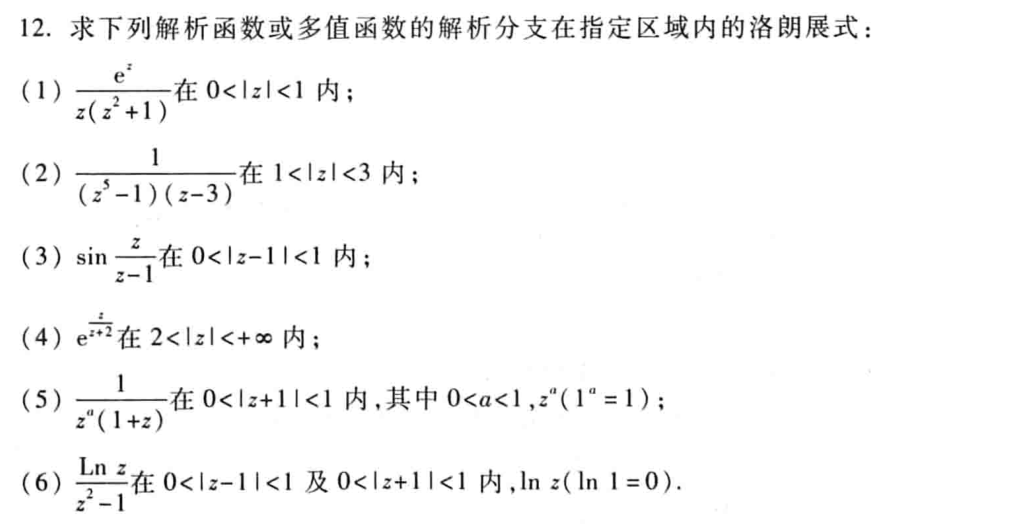 12. 求下列解析函数或多值函数的解析分支在指定区域内的洛朗展式:
(1) \frac{e^z}{z(z^2+1)}在 0<|z|<1 内;
(2) \frac{1}{(z^5-1)(z-3)}在 1<|z|<3 内;
(3) sin \frac{z}{z-1}在 0<|z-1|<1 内;
(4) e^{\frac{z}{z+2}}在 2<|z|<+∞ 内;
(5) \frac{1}{z^a(1+z)}在 0<|z+1|<1 内,其中 0<a<1,z^a(1^a=1);
(6) \frac{Ln z}{z^2-1}在 0<|z-1|<1 及 0<|z+1|<1 内,ln z(ln 1=0).